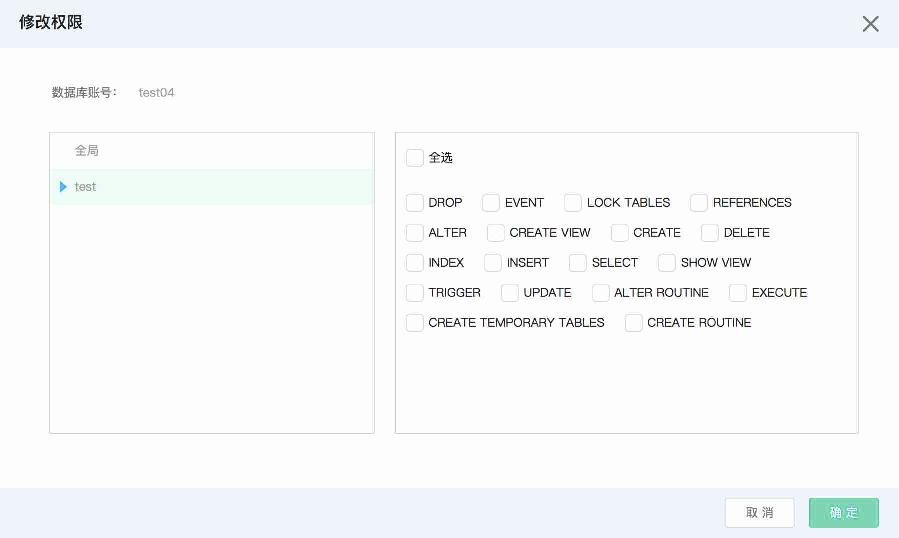 修改权限
数据库账号: test04
全局
test
全选
DROP EVENT LOCK TABLES REFERENCES
ALTER CREATE VIEW CREATE DELETE
INDEX INSERT SELECT SHOW VIEW
TRIGGER UPDATE ALTER ROUTINE EXECUTE
CREATE TEMPORARY TABLES CREATE ROUTINE
取消 确定